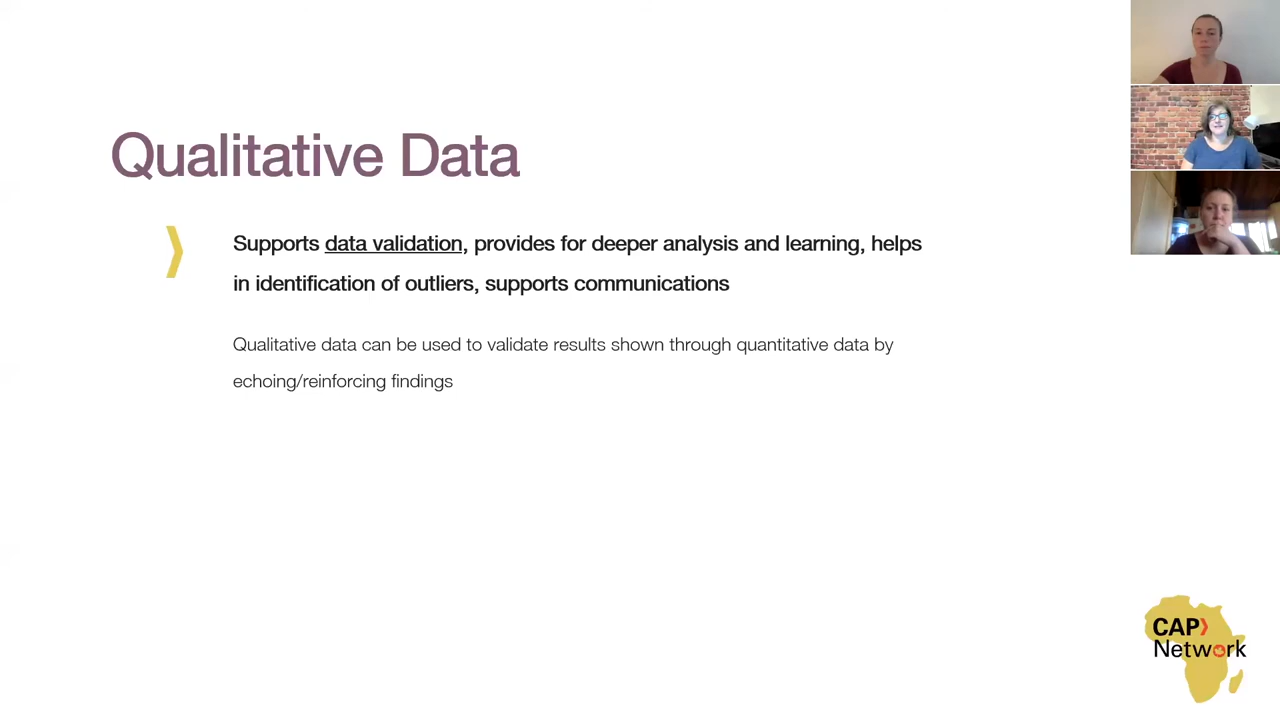 Qualitative Data
Supports data validation, provides for deeper analysis and learning, helps
in identification of outliers, supports communications
Qualitative data can be used to validate results shown through quantitative data by
echoing/reinforcing findings
CAP
Network